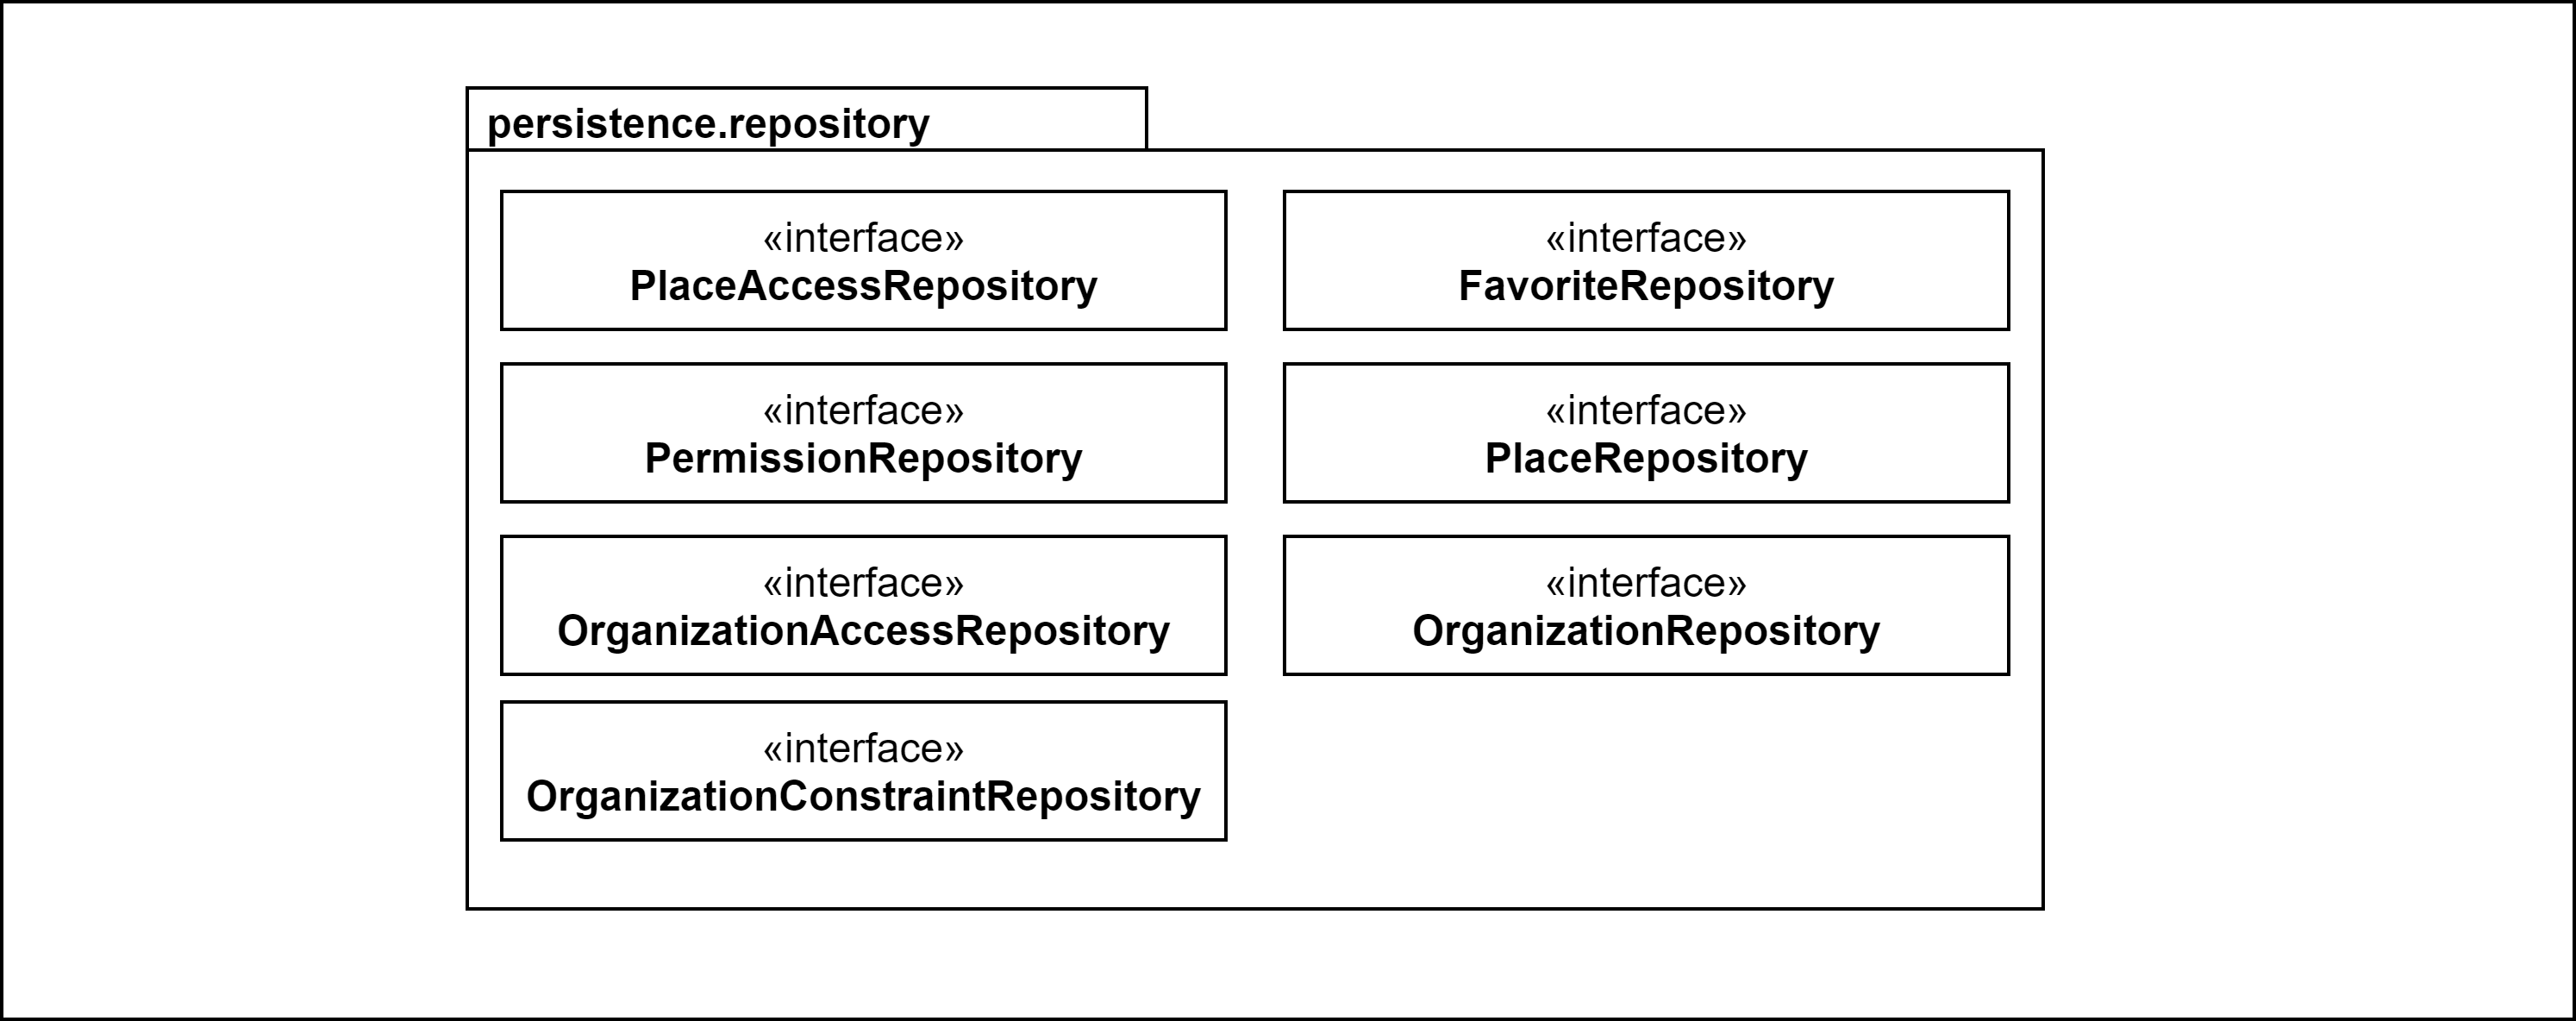 persistence.repository
«interface»
PlaceAccessRepository
«interface»
FavoriteRepository
«interface»
PermissionRepository
«interface»
PlaceRepository
«interface»
OrganizationAccessRepository
«interface»
OrganizationRepository
«interface»
OrganizationConstraintRepository